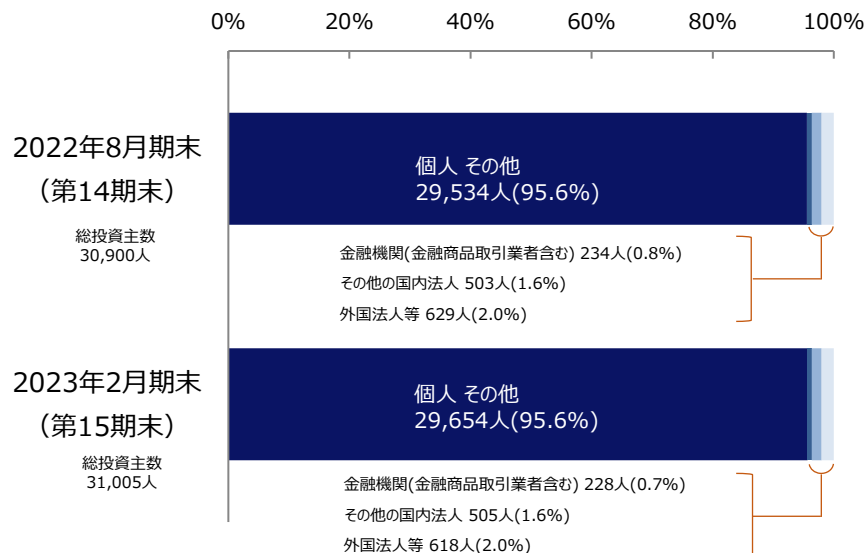 0% 20% 40% 60% 80% 100%
2022年8月期末
（第14期末）
総投資主数
30,900人
個人 その他
29,534人(95.6%)
金融機関(金融商品取引業者含む) 234人(0.8%)
その他の国内法人 503人(1.6%)
外国法人等 629人(2.0%)
2023年2月期末
（第15期末）
総投資主数
31,005人
個人 その他
29,654人(95.6%)
金融機関(金融商品取引業者含む) 228人(0.7%)
その他の国内法人 505人(1.6%)
外国法人等 618人(2.0%)